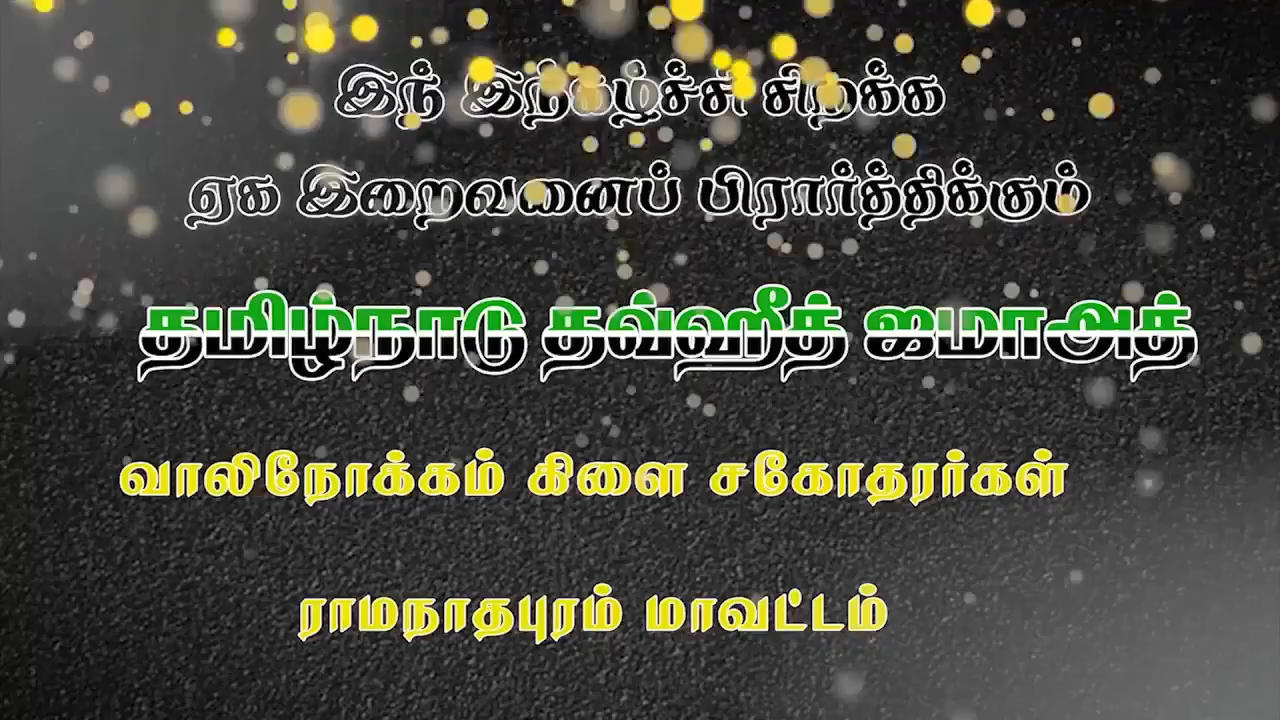 இந் இந்கழ்ச்சி சிறக்க
ஏக இறைவனைப் பிரார்த்திக்கும்
தமிழ்நாடு தவ்ஹீத் ஜமாஅத்
வாலிநோக்கம் கிளை சகோதரர்கள்
ராமநாதபுரம் மாவட்டம்